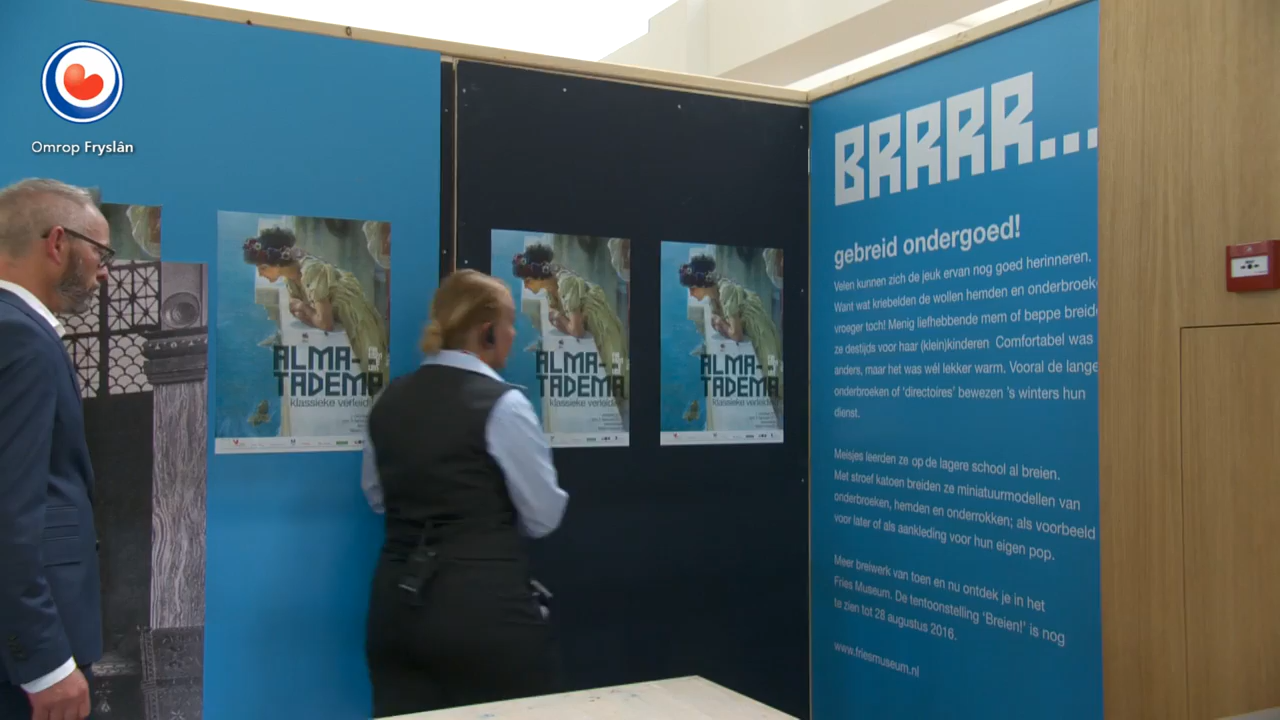 Omrop Fryslân
ALMA-
TADEMA
klassieke verleid
ALMA-
TADEMA
klassieke verleid
ALMA-
TADEMA
klassieke verleid
BRRRR...
gebreid ondergoed!
Velen kunnen zich de jeuk ervan nog goed herinneren.
Want wat kriebelden de wollen hemden en onderbroek
vroeger toch! Menig liefhebbende mem of beppe breide
ze destijds voor haar (klein)kinderen Comfortabel was
anders, maar het was wél lekker warm. Vooral de lange
onderbroeken of 'directoires' bewezen 's winters hun
dienst.
Meisjes leerden ze op de lagere school al breien.
Met stroef katoen breiden ze miniatuurmodellen van
onderbroeken, hemden en onderrokken; als voorbeeld
voor later of als aankleding voor hun eigen pop.
Meer breiwerk van toen en nu ontdek je in het
Fries Museum. De tentoonstelling 'Breien!' is nog
te zien tot 28 augustus 2016.
www.friesmuseum.nl